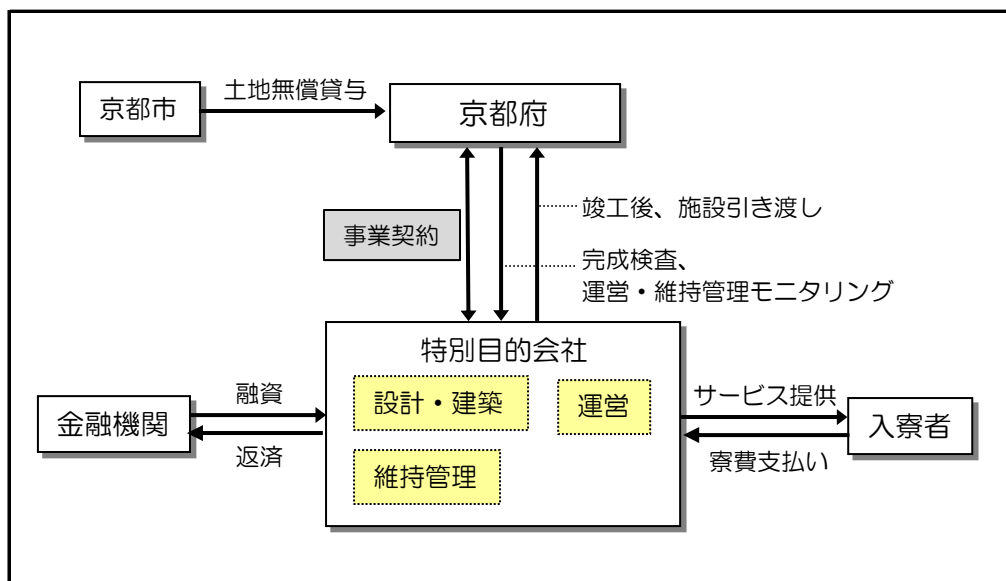 京都市
土地無償貸与
京都府
事業契約
竣工後、施設引き渡し
完成検査、
運営・維持管理モニタリング
特別目的会社
設計・建築
運営
維持管理
金融機関
融資
返済
サービス提供
寮費支払い
入寮者